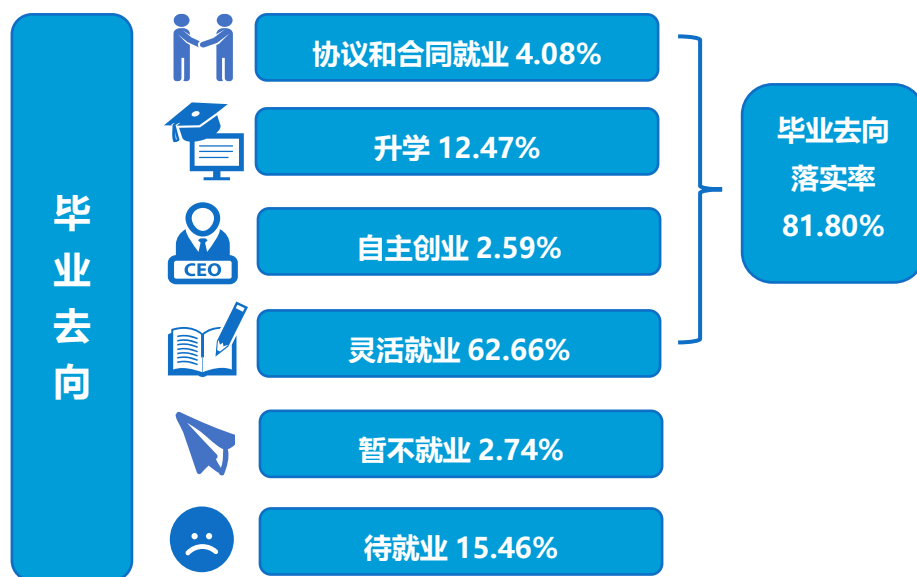 毕业去向
协议和合同就业 4.08%
升学 12.47%
CEO
自主创业 2.59%
灵活就业 62.66%
暂不就业 2.74%
待就业 15.46%
毕业去向
落实率
81.80%